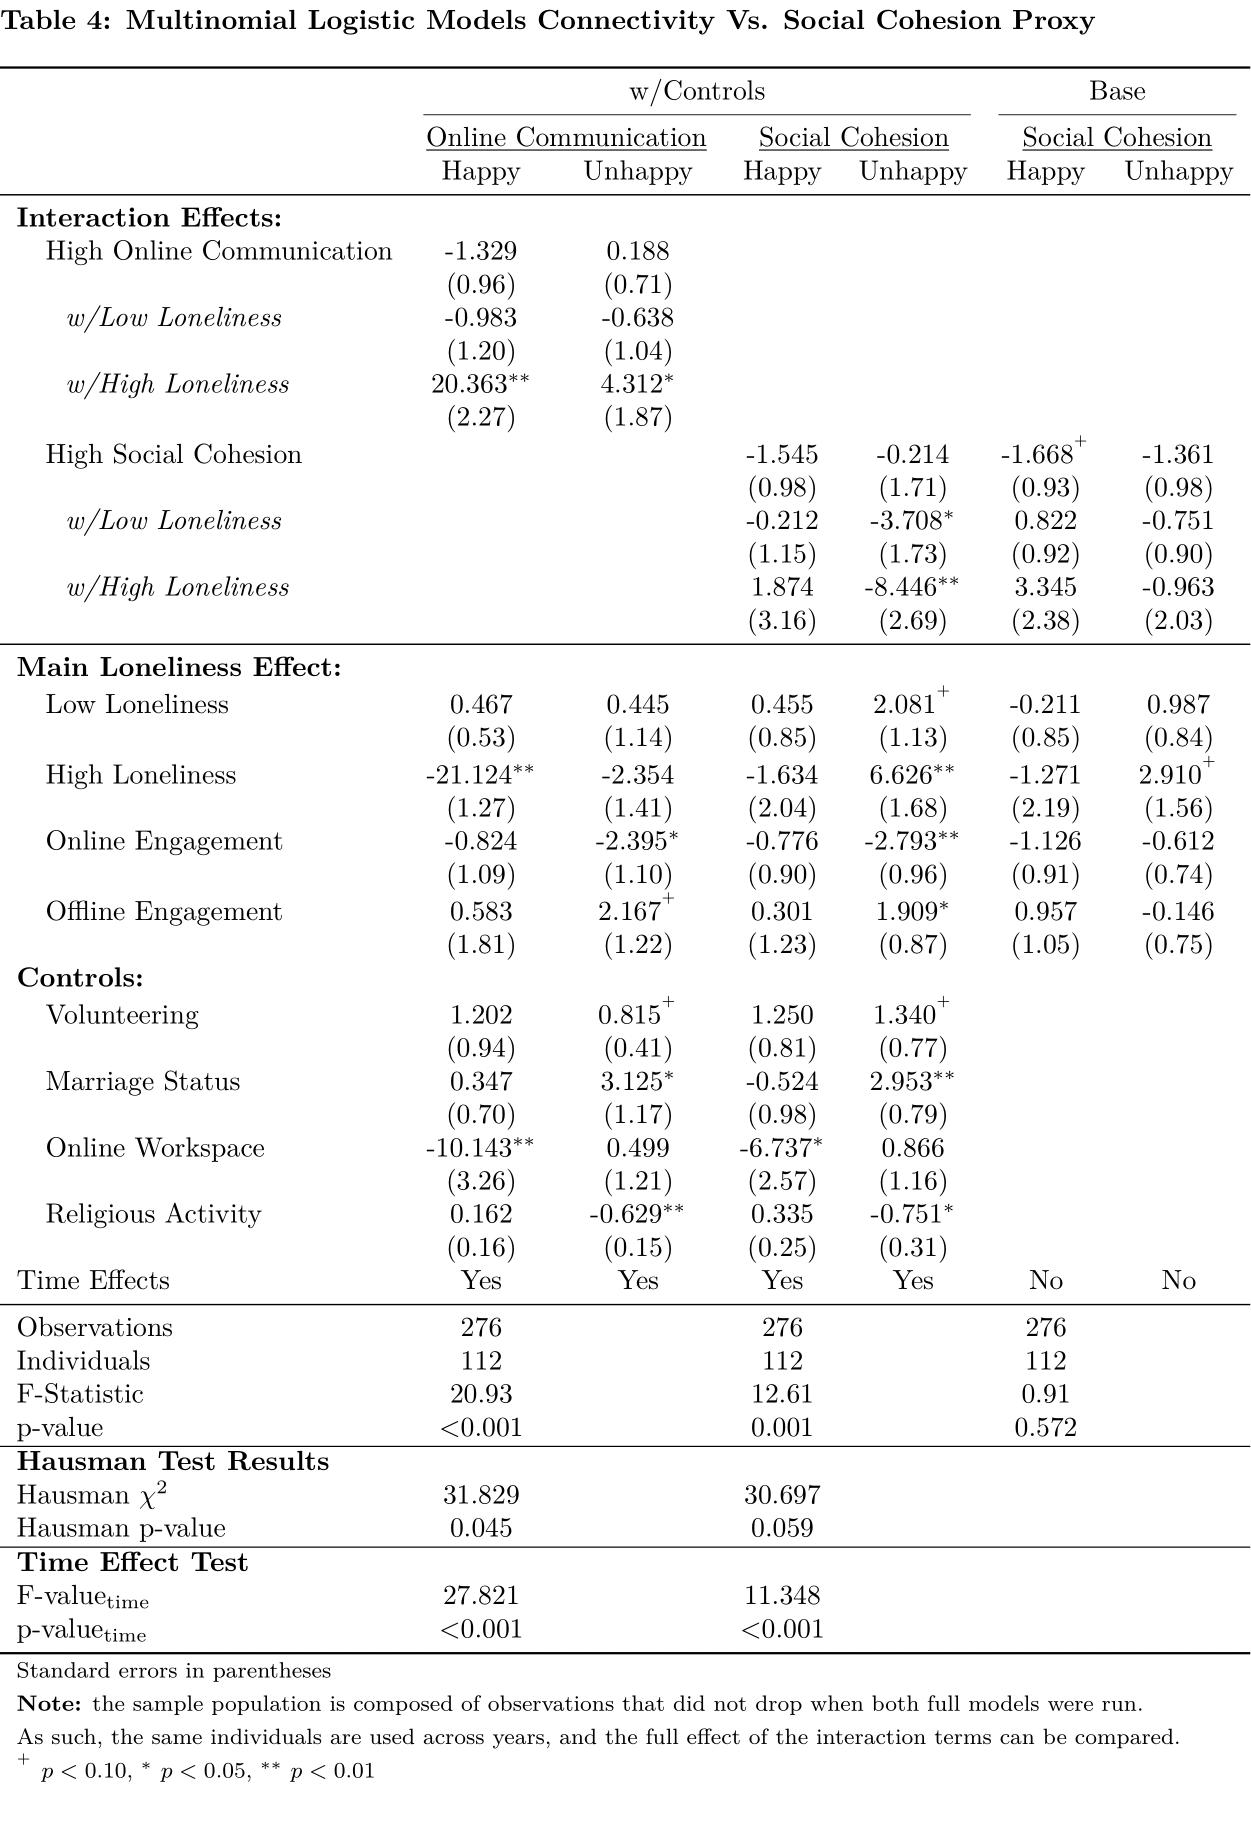 Table 4: Multinomial Logistic Models Connectivity Vs. Social Cohesion Proxy
w/Controls Base
Online Communication Social Cohesion Social Cohesion
Happy Unhappy Happy Unhappy Happy Unhappy
Interaction Effects:
High Online Communication -1.329 0.188
(0.96) (0.71)
w/Low Loneliness -0.983 -0.638
(1.20) (1.04)
w/High Loneliness 20.363** 4.312*
(2.27) (1.87)
High Social Cohesion -1.545 -0.214 -1.668+ -1.361
(0.98) (1.71) (0.93) (0.98)
w/Low Loneliness -0.212 -3.708* 0.822 -0.751
(1.15) (1.73) (0.92) (0.90)
w/High Loneliness 1.874 -8.446** 3.345 -0.963
(3.16) (2.69) (2.38) (2.03)
Main Loneliness Effect:
Low Loneliness 0.467 0.445 0.455 2.081+ -0.211 0.987
(0.53) (1.14) (0.85) (1.13) (0.85) (0.84)
High Loneliness -21.124** -2.354 -1.634 6.626** -1.271 2.910+
(1.27) (1.41) (2.04) (1.68) (2.19) (1.56)
Online Engagement -0.824 -2.395* -0.776 -2.793** -1.126 -0.612
(1.09) (1.10) (0.90) (0.96) (0.91) (0.74)
Offline Engagement 0.583 2.167+ 0.301 1.909* 0.957 -0.146
(1.81) (1.22) (1.23) (0.87) (1.05) (0.75)
Controls:
Volunteering 1.202 0.815+ 1.250 1.340+
(0.94) (0.41) (0.81) (0.77)
Marriage Status 0.347 3.125* -0.524 2.953**
(0.70) (1.17) (0.98) (0.79)
Online Workspace -10.143** 0.499 -6.737* 0.866
(3.26) (1.21) (2.57) (1.16)
Religious Activity 0.162 -0.629** 0.335 -0.751*
(0.16) (0.15) (0.25) (0.31)
Time Effects Yes Yes Yes Yes No No
Observations 276 276 276
Individuals 112 112 112
F-Statistic 20.93 12.61 0.91
p-value <0.001 0.001 0.572
Hausman Test Results
Hausman χ² 31.829 30.697
Hausman p-value 0.045 0.059
Time Effect Test
F-value_time 27.821 11.348
p-value_time <0.001 <0.001
Standard errors in parentheses
Note: the sample population is composed of observations that did not drop when both full models were run.
As such, the same individuals are used across years, and the full effect of the interaction terms can be compared.
+ p < 0.10, * p < 0.05, ** p < 0.01